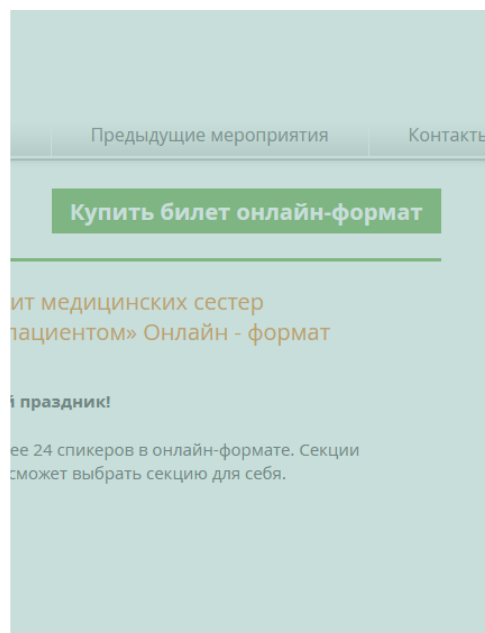 Предыдущие мероприятия Контакты
Купить билет онлайн-формат
ит медицинских сестер
пациентом» Онлайн - формат
й праздник!
ее 24 спикеров в онлайн-формате. Секции
сможет выбрать секцию для себя.